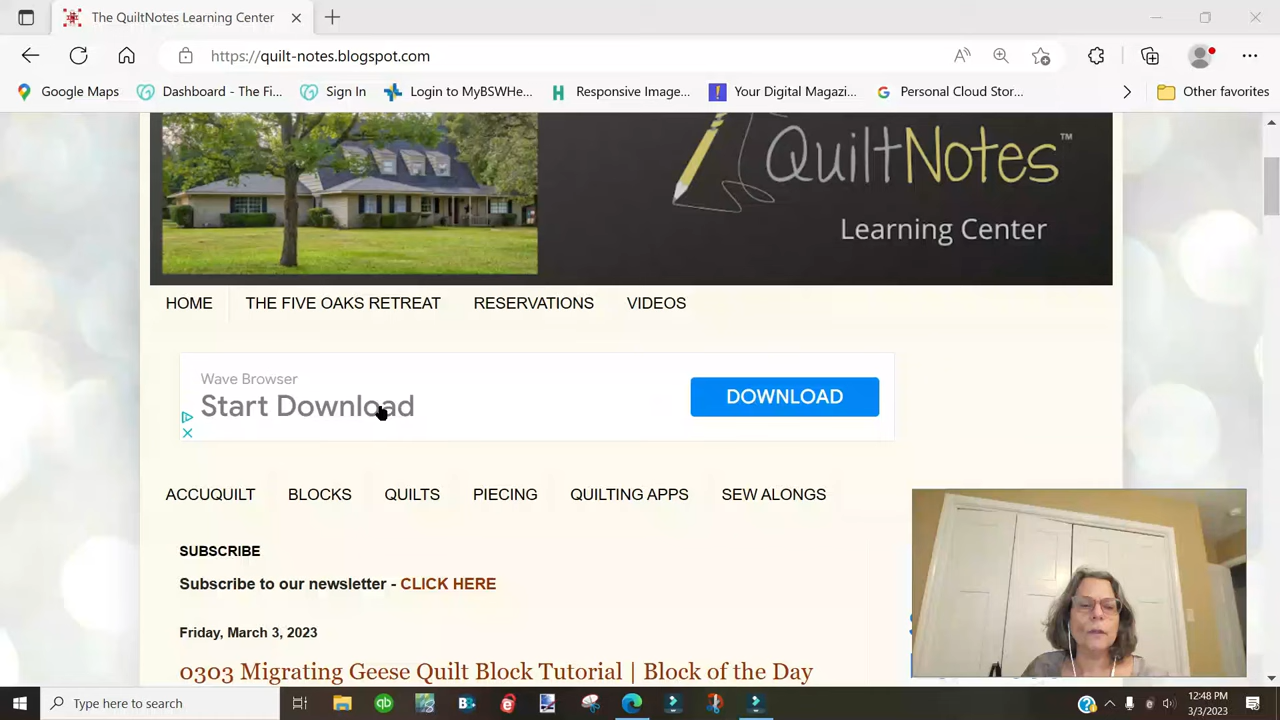 The QuiltNotes Learning Center
https://quilt-notes.blogspot.com
Google Maps
Dashboard - The Fi...
Sign In
Login to MyBSWHe...
Responsive Image...
Your Digital Magazi...
Personal Cloud Stor...
Other favorites
QuiltNotes™
Learning Center
HOME
THE FIVE OAKS RETREAT
RESERVATIONS
VIDEOS
Wave Browser
Start Download
DOWNLOAD
ACCUQUILT
BLOCKS
QUILTS
PIECING
QUILTING APPS
SEW ALONGS
SUBSCRIBE
Subscribe to our newsletter - CLICK HERE
Friday, March 3, 2023
0303 Migrating Geese Quilt Block Tutorial | Block of the Day
Type here to search
12:48 PM
3/3/2023